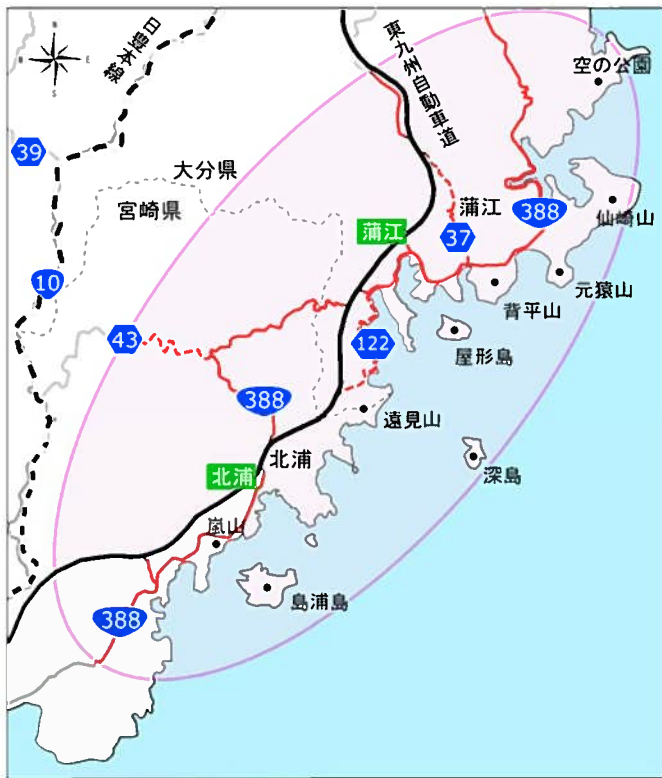 N
E
S
日豊本線
東九州自動車道
空の公園
39
大分県
宮崎県
蒲江
蒲江
37
388
仙崎山
10
元猿山
背平山
43
122
屋形島
388
遠見山
北浦
北浦
深島
嵐山
島浦島
388